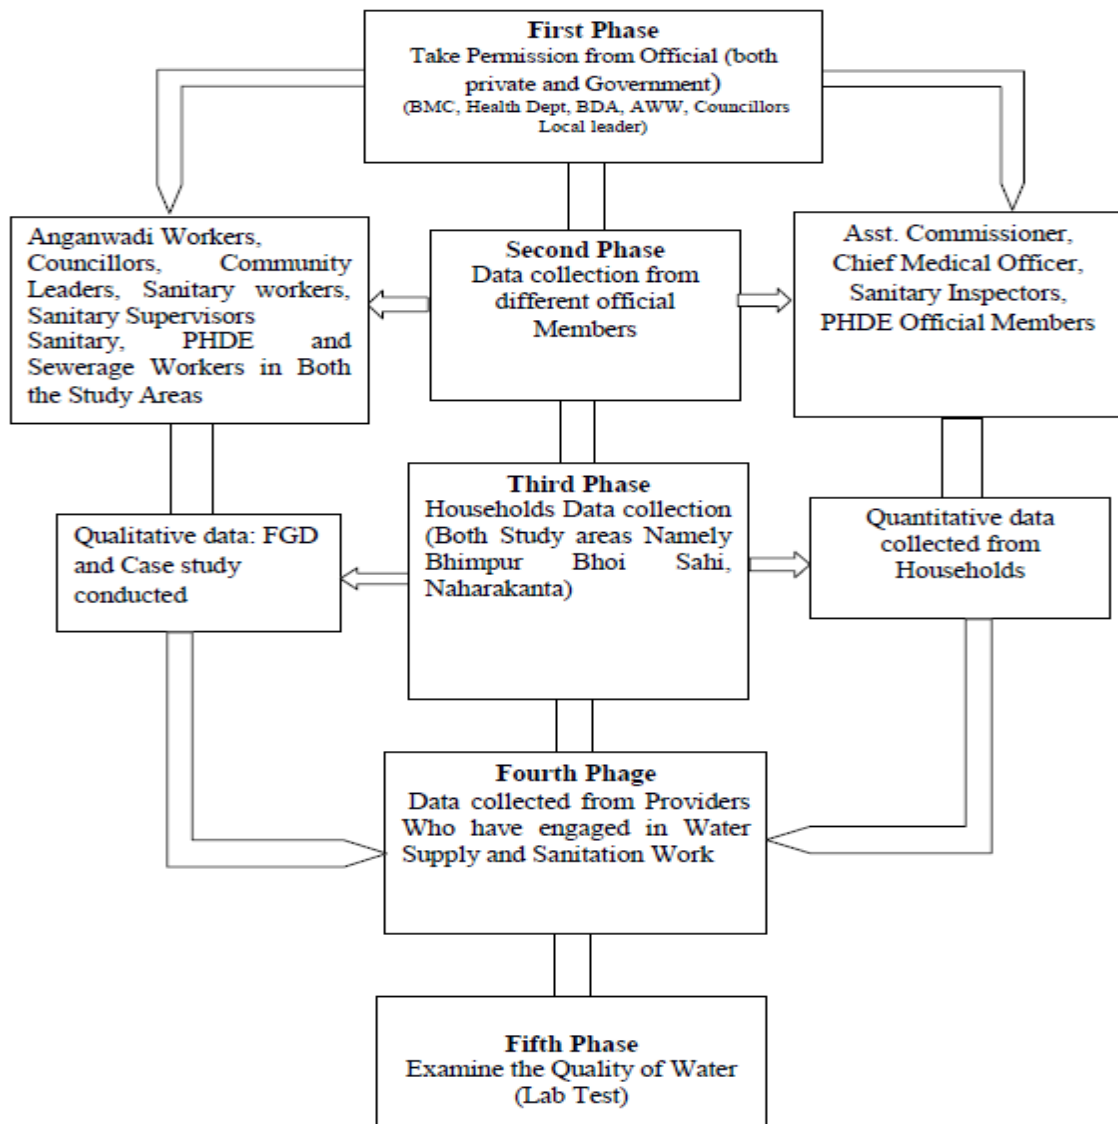 First Phase
Take Permission from Official (both
private and Government)
(BMC, Health Dept, BDA, AWW, Councillors
Local leader)
Anganwadi Workers,
Councillors, Community
Leaders, Sanitary workers,
Sanitary Supervisors
Sanitary, PHDE and
Sewerage Workers in Both
the Study Areas
Second Phase
Data collection from
different official
Members
Asst. Commissioner,
Chief Medical Officer,
Sanitary Inspectors,
PHDE Official Members
Qualitative data: FGD
and Case study
conducted
Third Phase
Households Data collection
(Both Study areas Namely
Bhimpur Bhoi Sahi,
Naharakanta)
Quantitative data
collected from
Households
Fourth Phage
Data collected from Providers
Who have engaged in Water
Supply and Sanitation Work
Fifth Phase
Examine the Quality of Water
(Lab Test)